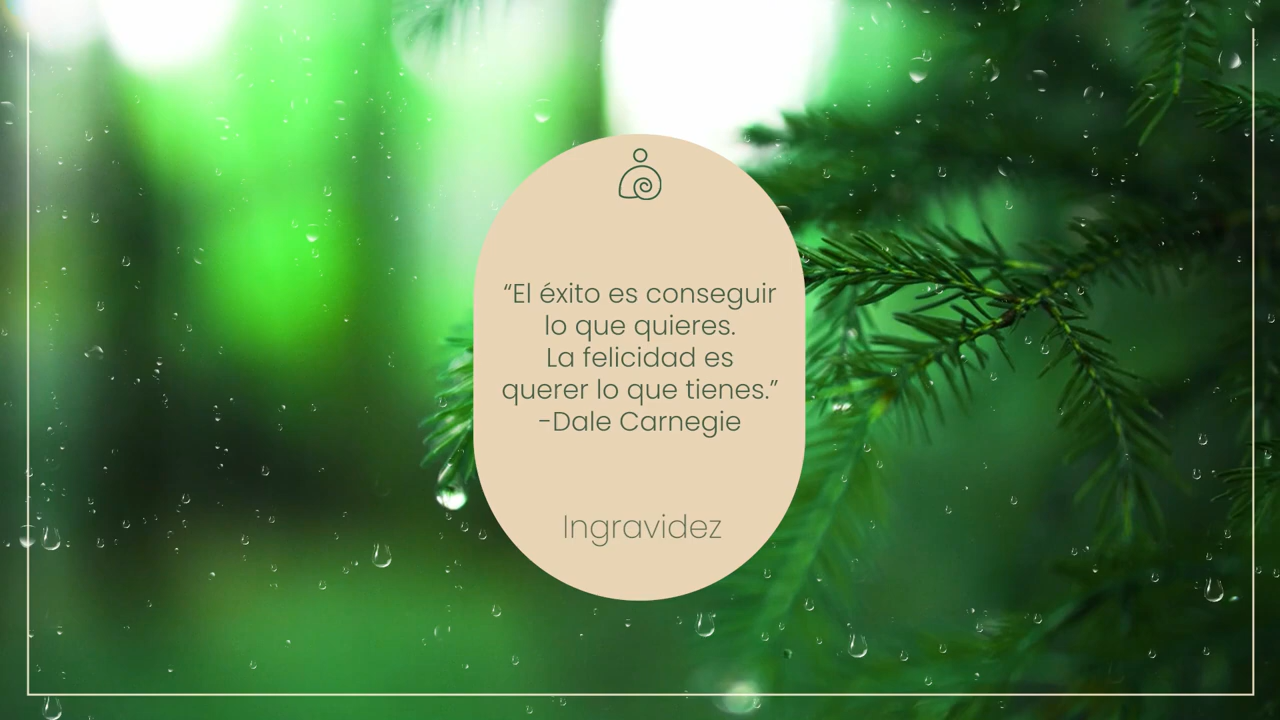 “El éxito es conseguir
lo que quieres.
La felicidad es
querer lo que tienes.”
-Dale Carnegie
Ingravidez